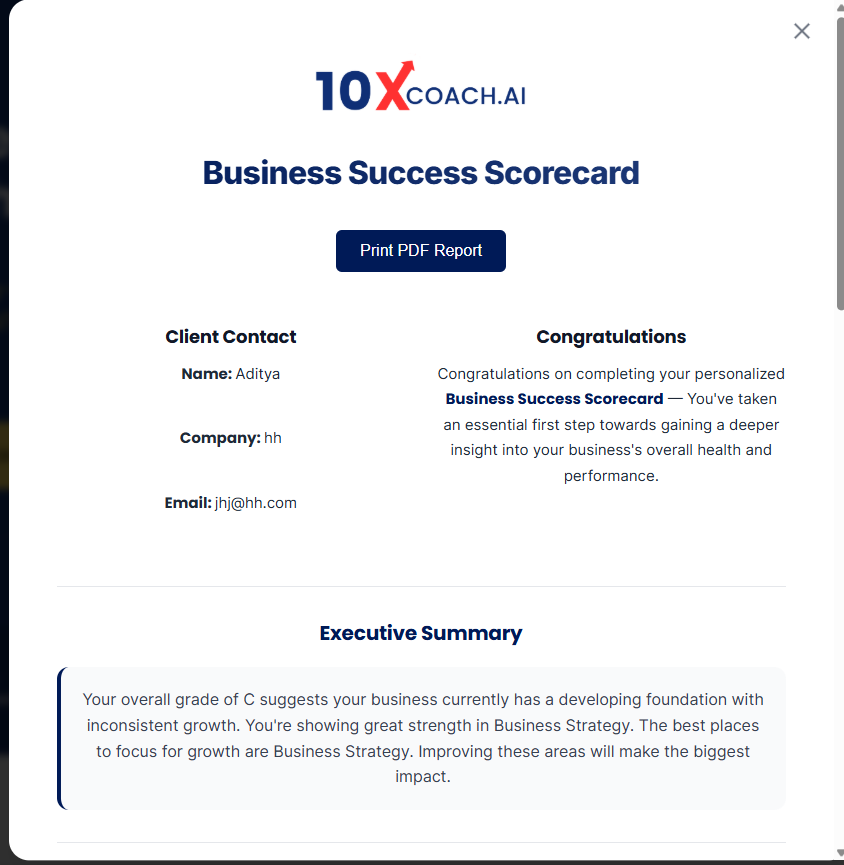 10XCOACH.AI
Business Success Scorecard
Print PDF Report
Client Contact
Name: Aditya
Company: hh
Email: jhj@hh.com
Congratulations
Congratulations on completing your personalized
Business Success Scorecard — You've taken
an essential first step towards gaining a deeper
insight into your business's overall health and
performance.
Executive Summary
Your overall grade of C suggests your business currently has a developing foundation with
inconsistent growth. You're showing great strength in Business Strategy. The best places
to focus for growth are Business Strategy. Improving these areas will make the biggest
impact.